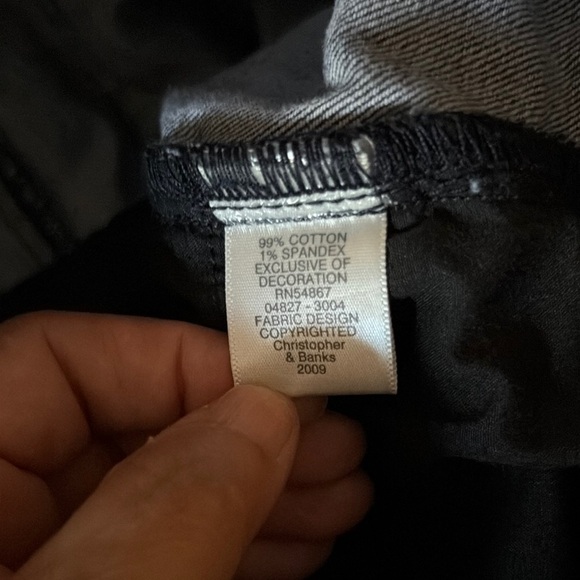 99% COTTON
1% SPANDEX
EXCLUSIVE OF
DECORATION
RN54867
04827 - 3004
FABRIC DESIGN
COPYRIGHTED
Christopher
& Banks
2009